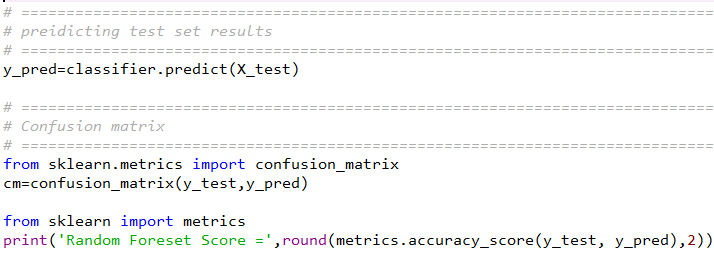 # =============================================================================
# preidicting test set results
# =============================================================================
y_pred=classifier.predict(X_test)
# =============================================================================
# Confusion matrix
# =============================================================================
from sklearn.metrics import confusion_matrix
cm=confusion_matrix(y_test,y_pred)
from sklearn import metrics
print('Random Foreset Score =',round(metrics.accuracy_score(y_test, y_pred),2))